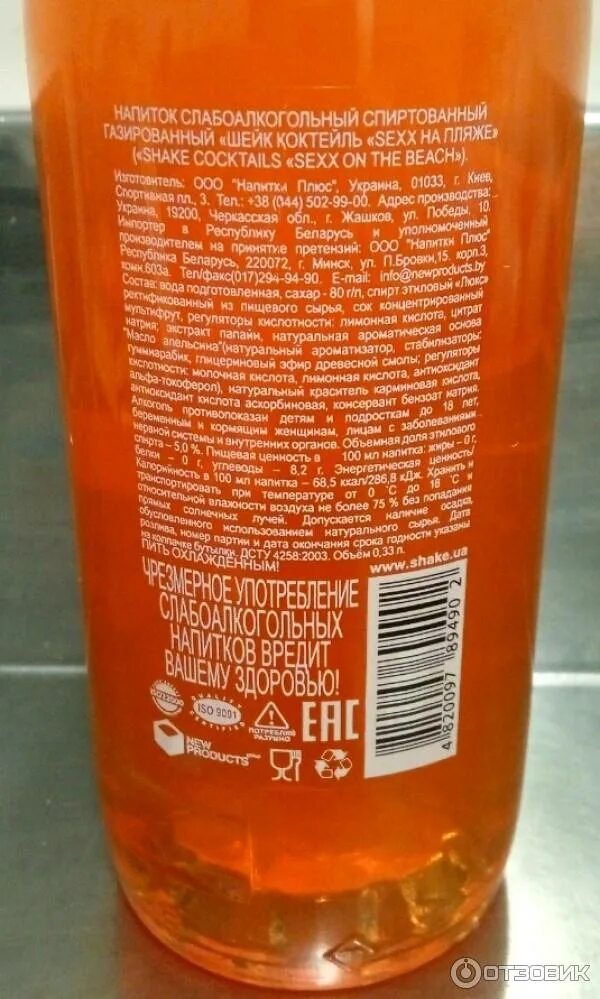 НАПИТОК СЛАБОАЛКОГОЛЬНЫЙ СПИРТОВАННЫЙ
ГАЗИРОВАННЫЙ «ШЕЙК КОКТЕЙЛЬ «SEXX НА ПЛЯЖЕ»
(«SHAKE COCKTAILS «SEXX ON THE BEACH»).
Изготовитель: ООО "Напитки Плюс", Украина, 01033, г. Киев,
Спортивная пл., 3. Тел.: +38 (044) 502-99-00. Адрес производства:
Украина, 19200, Черкасская обл., г. Жашков, ул. Победы, 10.
Импортер в Республику Беларусь и уполномоченный
производителем на принятие претензий: ООО "Напитки Плюс"
Республика Беларусь, 220072, г. Минск, ул. П.Бровки,15. корп.3,
комн.603а. Тел/факс(017)294-94-90. E-mail: info@newproducts.by
Состав: вода подготовленная, сахар - 80 г/л, спирт этиловый «Люкс»
ректификованный из пищевого сырья, сок концентрированный
мультифрут, регуляторы кислотности: лимонная кислота, цитрат
натрия; экстракт папайи, натуральная ароматическая основа
"Масло апельсина"(натуральный ароматизатор, стабилизаторы:
гуммиарабик, глицериновый эфир древесной смолы; регуляторы
кислотности: молочная кислота, лимонная кислота, антиоксидант
альфа-токоферол), натуральный краситель карминовая кислота,
антиоксидант кислота аскорбиновая, консервант бензоат натрия.
Алкоголь противопоказан детям и подросткам до 18 лет,
беременным и кормящим женщинам, лицам с заболеваниями
нервной системы и внутренних органов. Объемная доля этилового
спирта – 5,0 %. Пищевая ценность в 100 мл напитка: жиры – 0 г,
белки – 0 г, углеводы – 8,2 г. Энергетическая ценность/
Калорийность в 100 мл напитка – 68,5 ккал/286,8 кДж. Хранить и
транспортировать при температуре от 0 °С до 18 °С и
относительной влажности воздуха не более 75 % без попадания
прямых солнечных лучей. Допускается наличие осадка,
обусловленного использованием натурального сырья. Дата
розлива, номер партии и дата окончания срока годности указаны
на колпачке бутылки. ДСТУ 4258:2003. Объём 0,33 л.
ПИТЬ ОХЛАЖДЁННЫМ!
www.shake.ua
ЧРЕЗМЕРНОЕ УПОТРЕБЛЕНИЕ
СЛАБОАЛКОГОЛЬНЫХ
НАПИТКОВ ВРЕДИТ
ВАШЕМУ ЗДОРОВЬЮ!
ISO22000
QUALITY
ISO 9001
CERTIFIED
ПОТРЕБЛЯЙ
РАЗУМНО
EAC
NEW
PRODUCTS
4 820097 894902
ОТЗОВИК